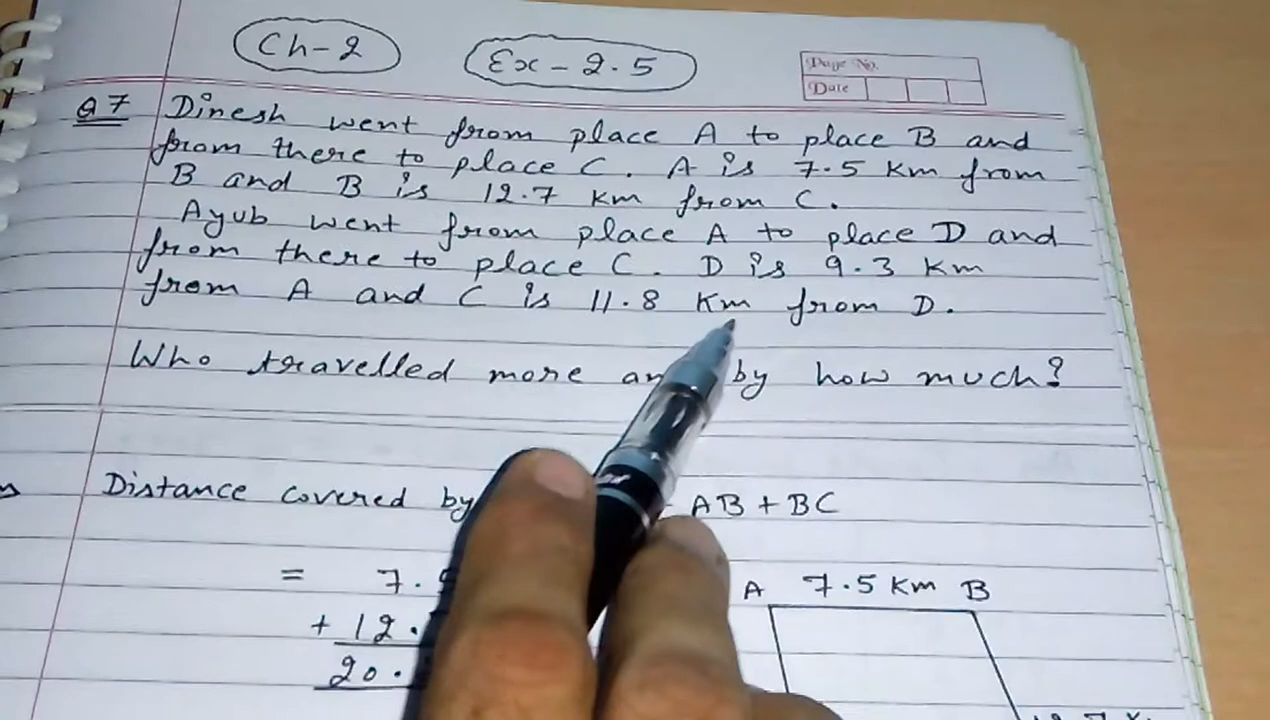 Ch-2
Ex-2.5
Page No.
Date
Q7 Dinesh went from place A to place B and
from there to place C. A is 7.5 Km from
B and B is 12.7 Km from C.
Ayub went from place A to place D and
from there to place C. D is 9.3 Km
from A and C is 11.8 Km from D.
Who travelled more by how much?
Distance covered by AB + BC
= 7.
+ 12.
20.
A 7.5 Km B